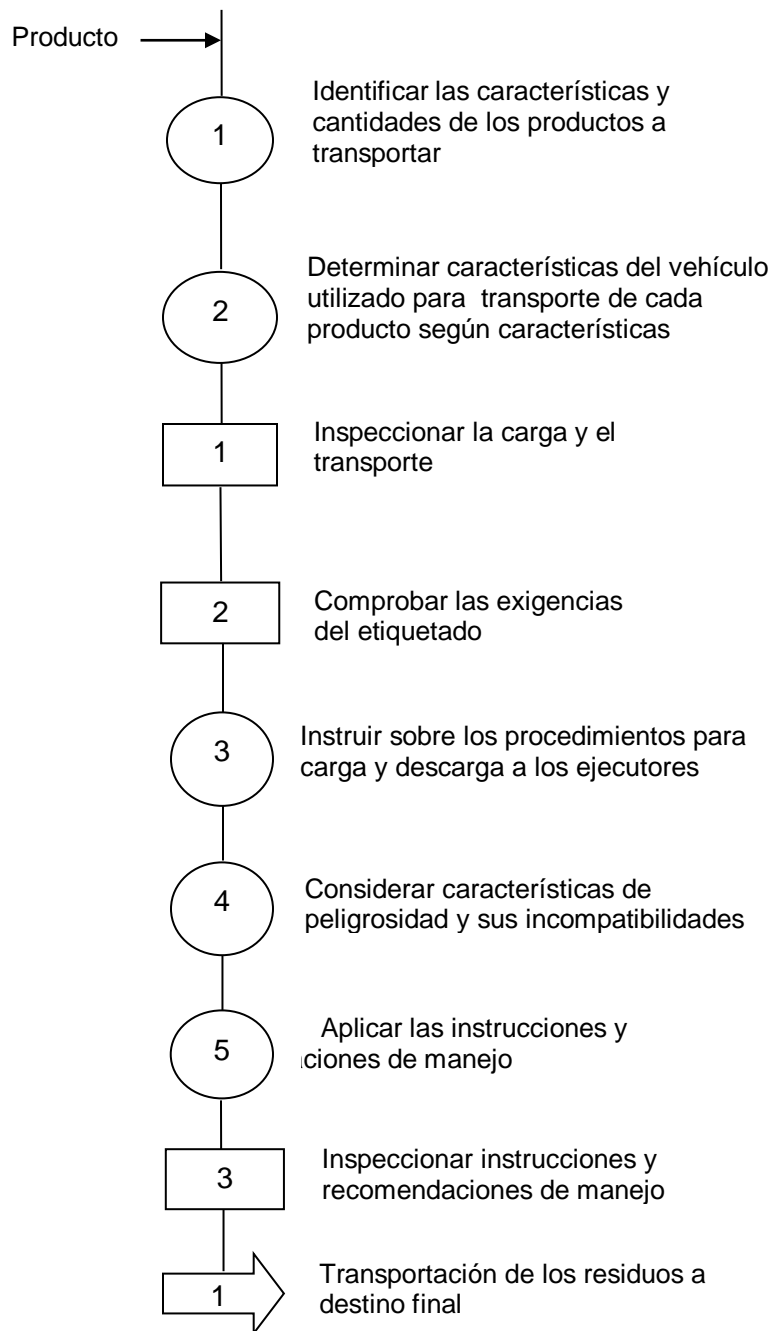 Producto
1
Identificar las características y
cantidades de los productos a
transportar
2
Determinar características del vehículo
utilizado para transporte de cada
producto según características
1
Inspeccionar la carga y el
transporte
2
Comprobar las exigencias
del etiquetado
3
Instruir sobre los procedimientos para
carga y descarga a los ejecutores
4
Considerar características de
peligrosidad y sus incompatibilidades
5
Aplicar las instrucciones y
ciones de manejo
3
Inspeccionar instrucciones y
recomendaciones de manejo
1
Transportación de los residuos a
destino final